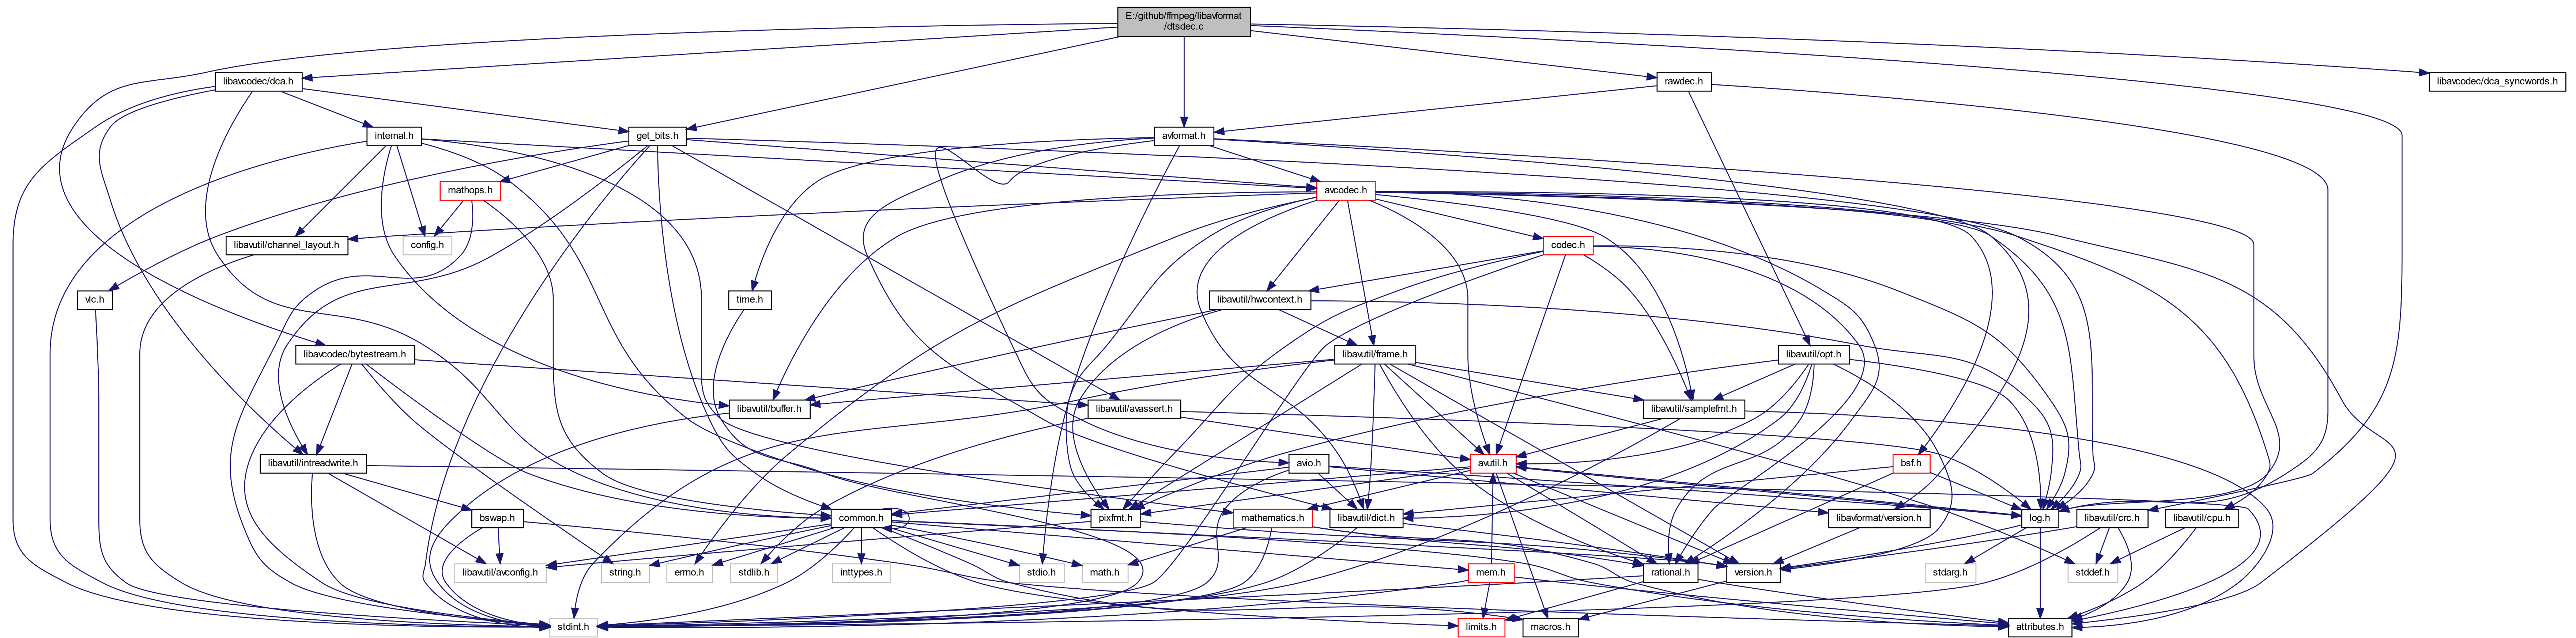 E:/github/ffmpeg/libavformat
/dtsdec.c
libavcodec/dca.h
rawdec.h
libavcodec/dca_syncwords.h
internal.h
get_bits.h
avformat.h
mathops.h
avcodec.h
libavutil/channel_layout.h
config.h
codec.h
vlc.h
time.h
libavutil/hwcontext.h
libavcodec/bytestream.h
libavutil/frame.h
libavutil/opt.h
libavutil/buffer.h
libavutil/avassert.h
libavutil/samplefmt.h
libavutil/intreadwrite.h
avio.h
avutil.h
bsf.h
bswap.h
common.h
pixfmt.h
mathematics.h
libavutil/dict.h
libavformat/version.h
log.h
libavutil/crc.h
libavutil/cpu.h
libavutil/avconfig.h
string.h
errno.h
stdlib.h
inttypes.h
stdio.h
math.h
mem.h
rational.h
version.h
stdarg.h
stddef.h
stdint.h
limits.h
macros.h
attributes.h